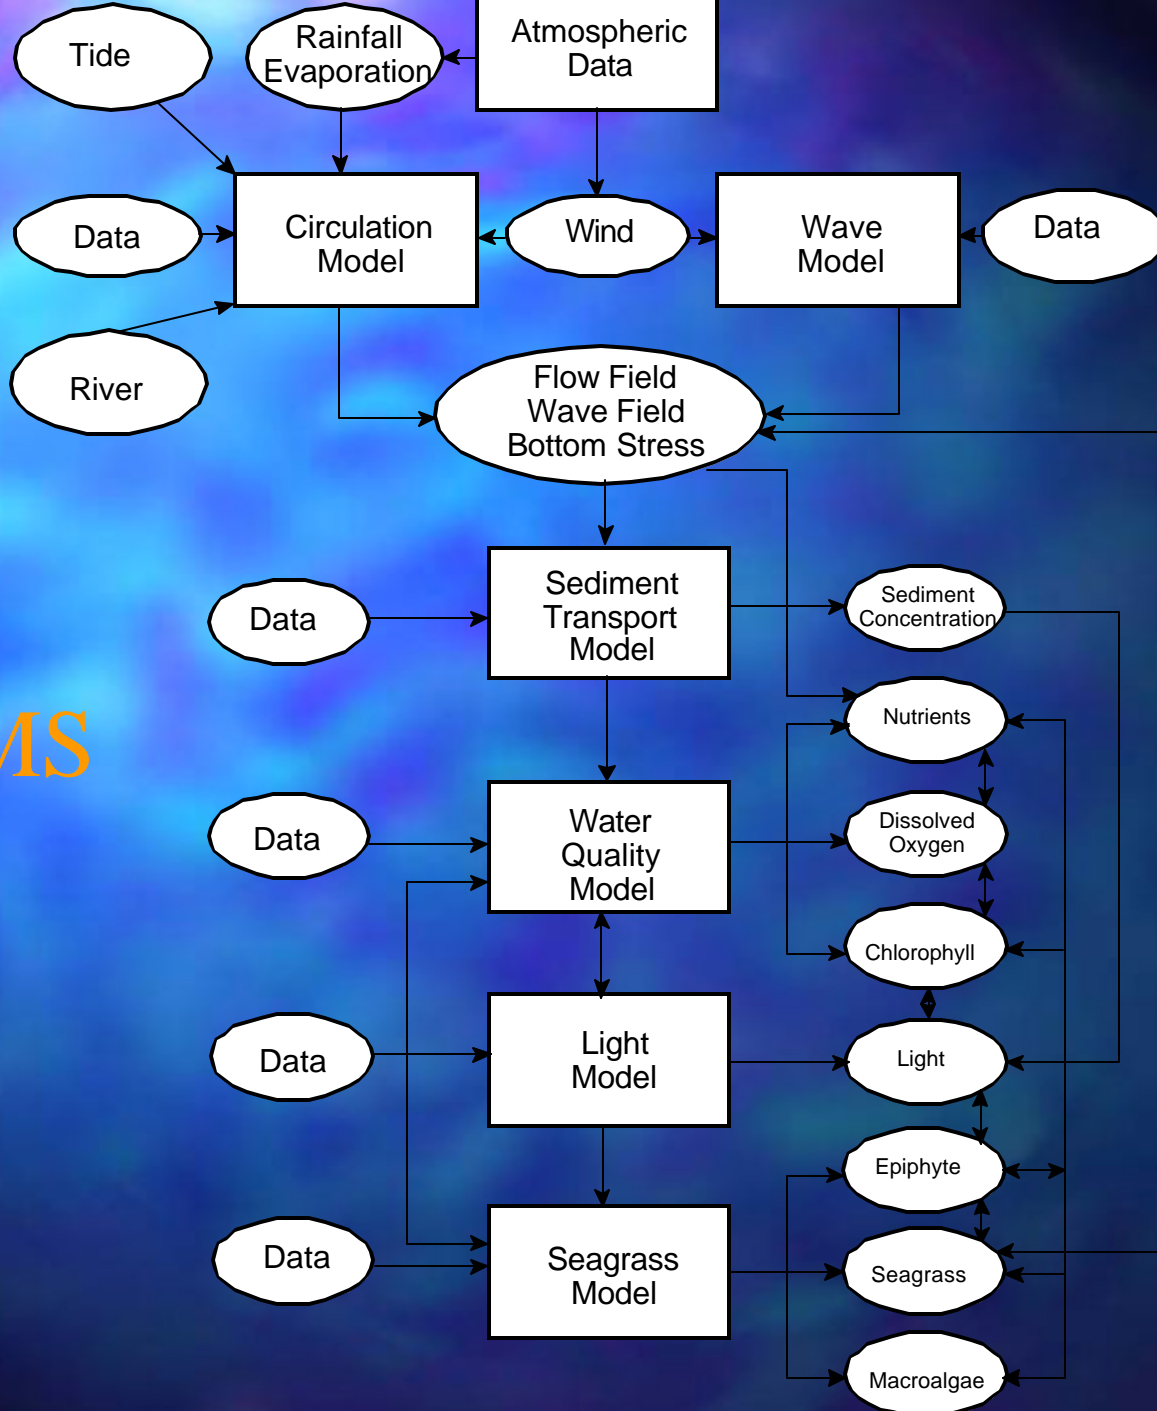 Tide
Rainfall
Evaporation
Atmospheric
Data
Data
Circulation
Model
Wind
Wave
Model
Data
River
Flow Field
Wave Field
Bottom Stress
Data
Sediment
Transport
Model
Sediment
Concentration
Nutrients
MS
Data
Water
Quality
Model
Dissolved
Oxygen
Chlorophyll
Data
Light
Model
Light
Epiphyte
Data
Seagrass
Model
Seagrass
Macroalgae